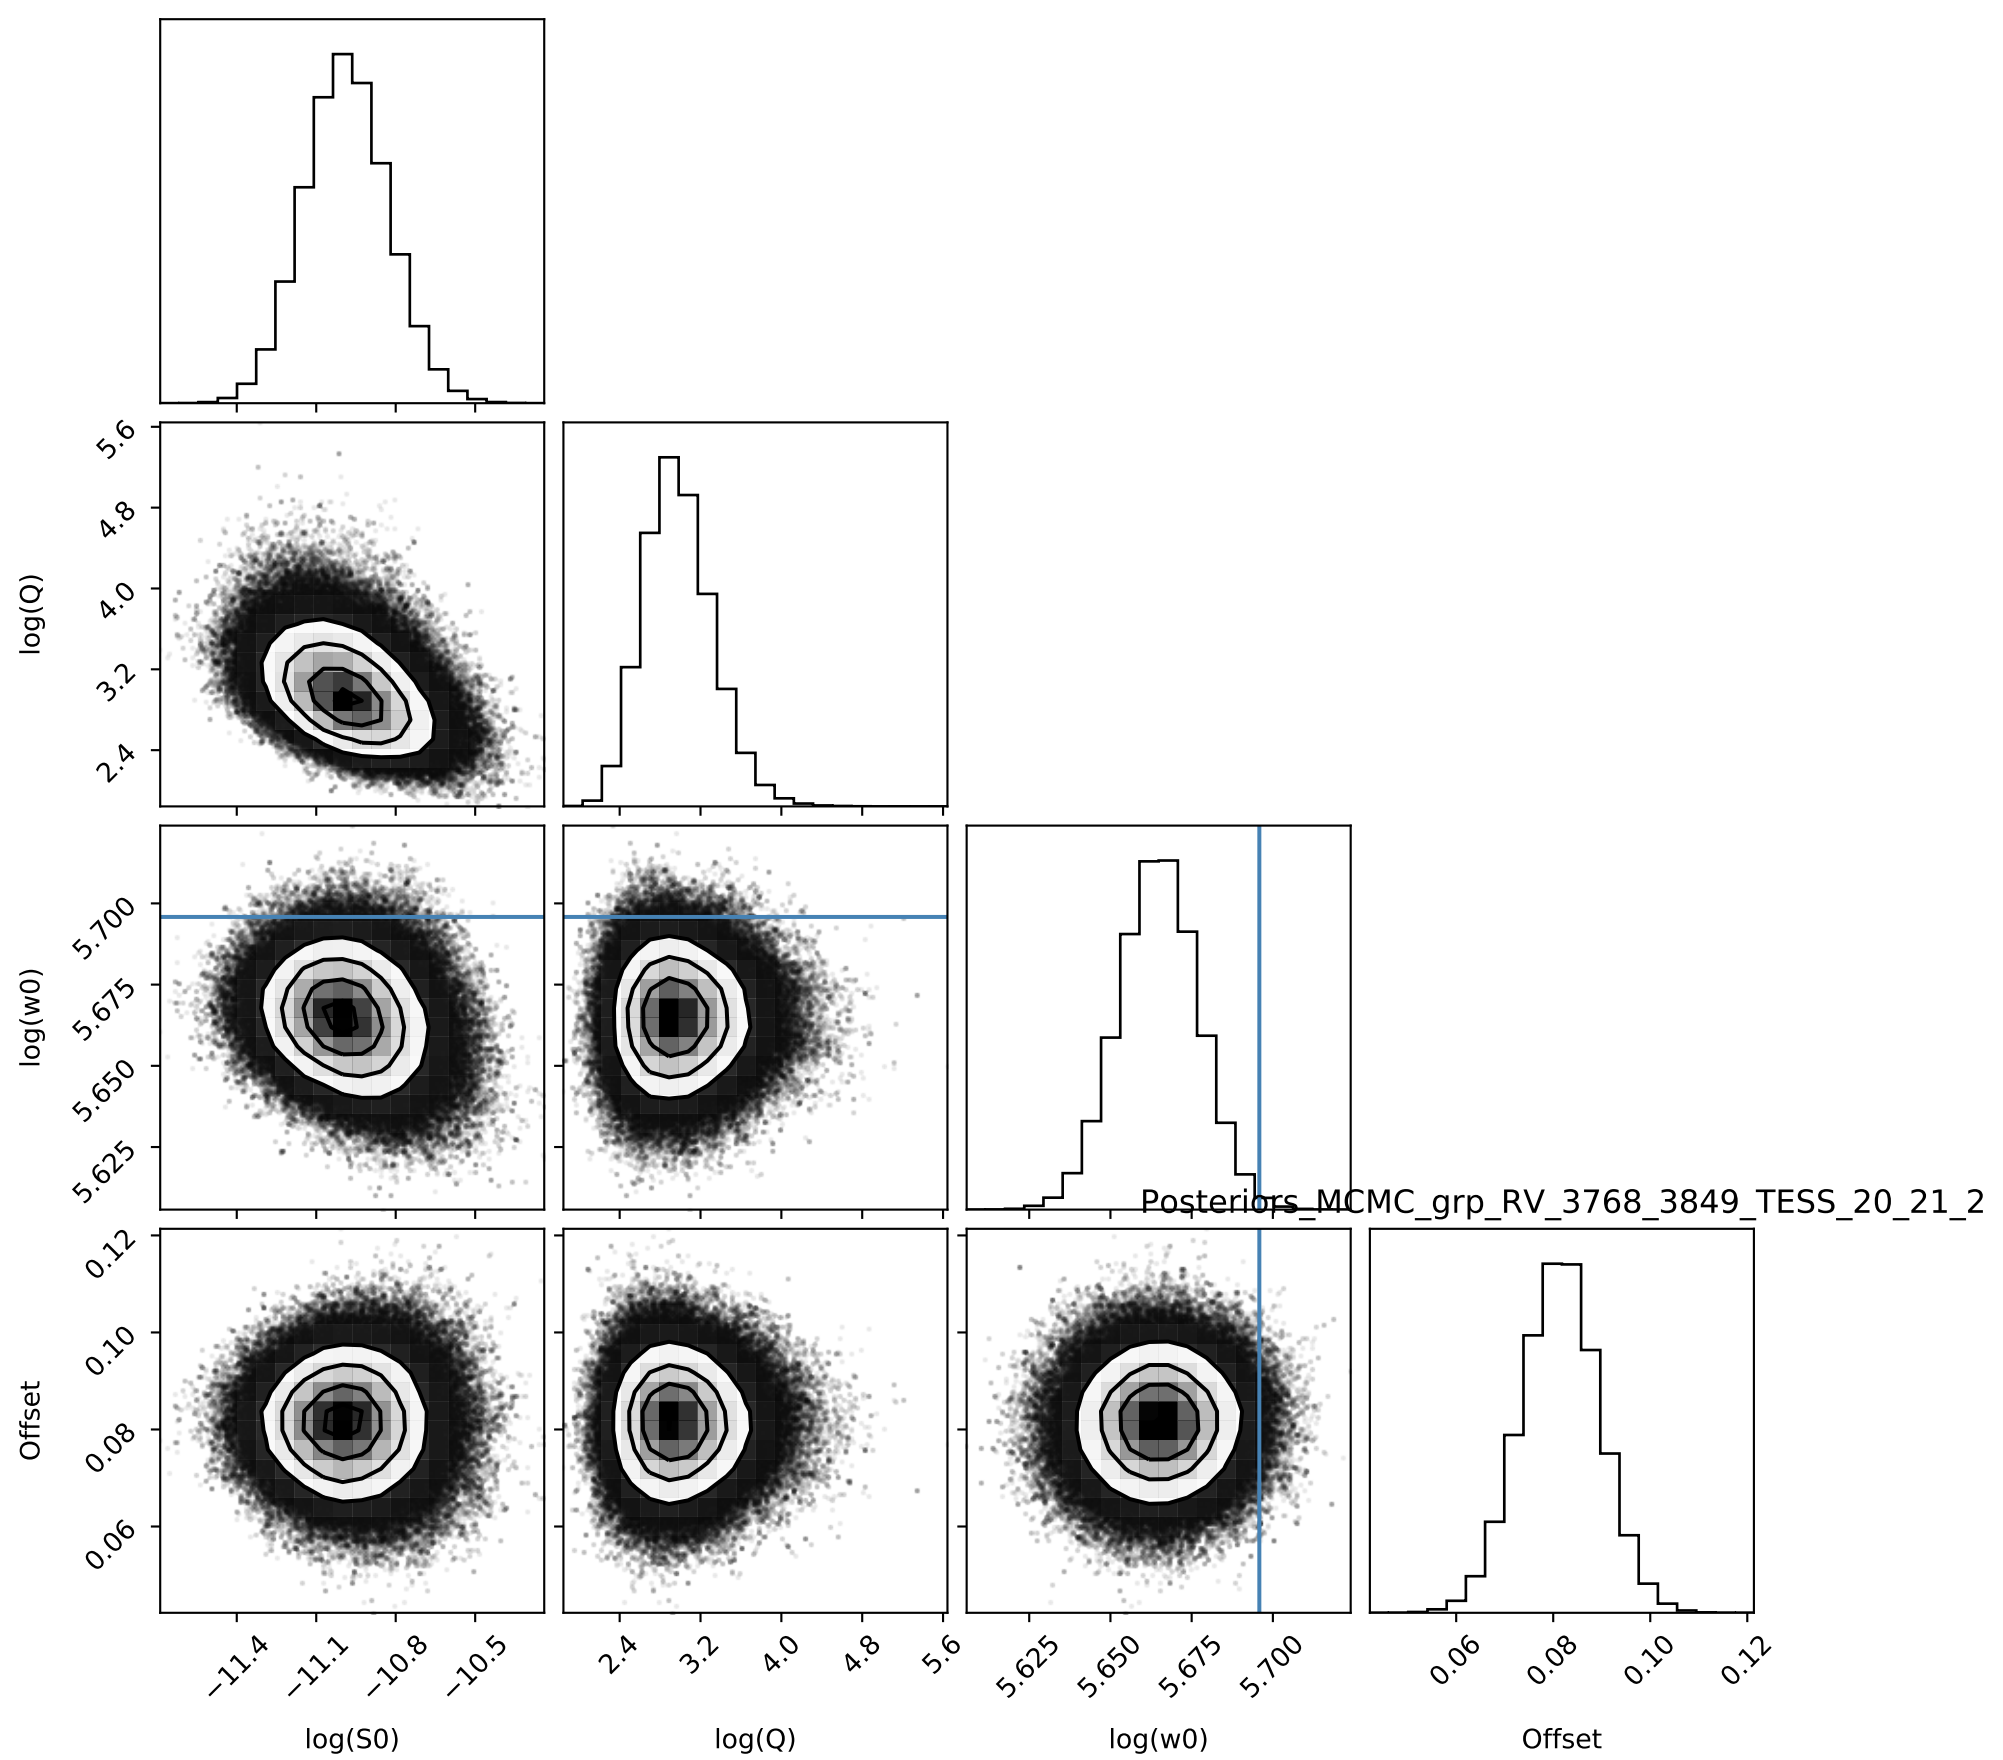 5.6
4.8
4.0
3.2
2.4
log(Q)
5.700
5.675
5.650
5.625
log(w0)
Posteriors_MCMC_grp_RV_3768_3849_TESS_20_21_2
0.12
0.10
0.08
0.06
Offset
−11.4 −11.1 −10.8 −10.5 2.4 3.2 4.0 4.8 5.6 5.625 5.650 5.675 5.700 0.06 0.08 0.10 0.12
log(S0) log(Q) log(w0) Offset